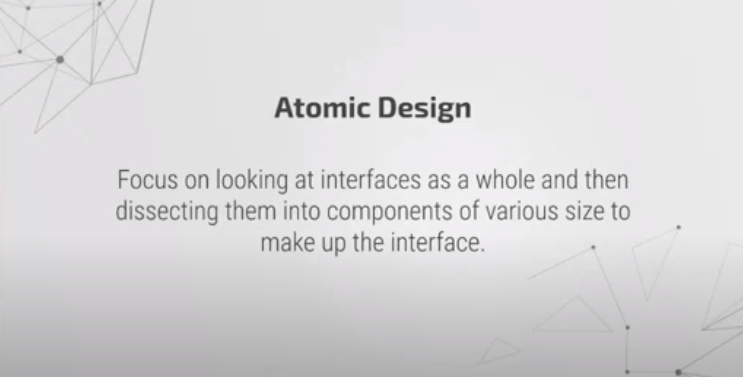 Atomic Design
Focus on looking at interfaces as a whole and then
dissecting them into components of various size to
make up the interface.